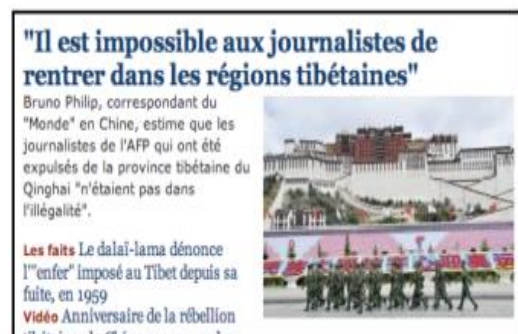 "Il est impossible aux journalistes de
rentrer dans les régions tibétaines"
Bruno Philip, correspondant du
"Monde" en Chine, estime que les
journalistes de l'AFP qui ont été
expulsés de la province tibétaine du
Qinghai "n'étaient pas dans
l'illégalité".
Les faits Le dalaï-lama dénonce
l'"enfer" imposé au Tibet depuis sa
fuite, en 1959
Vidéo Anniversaire de la rébellion